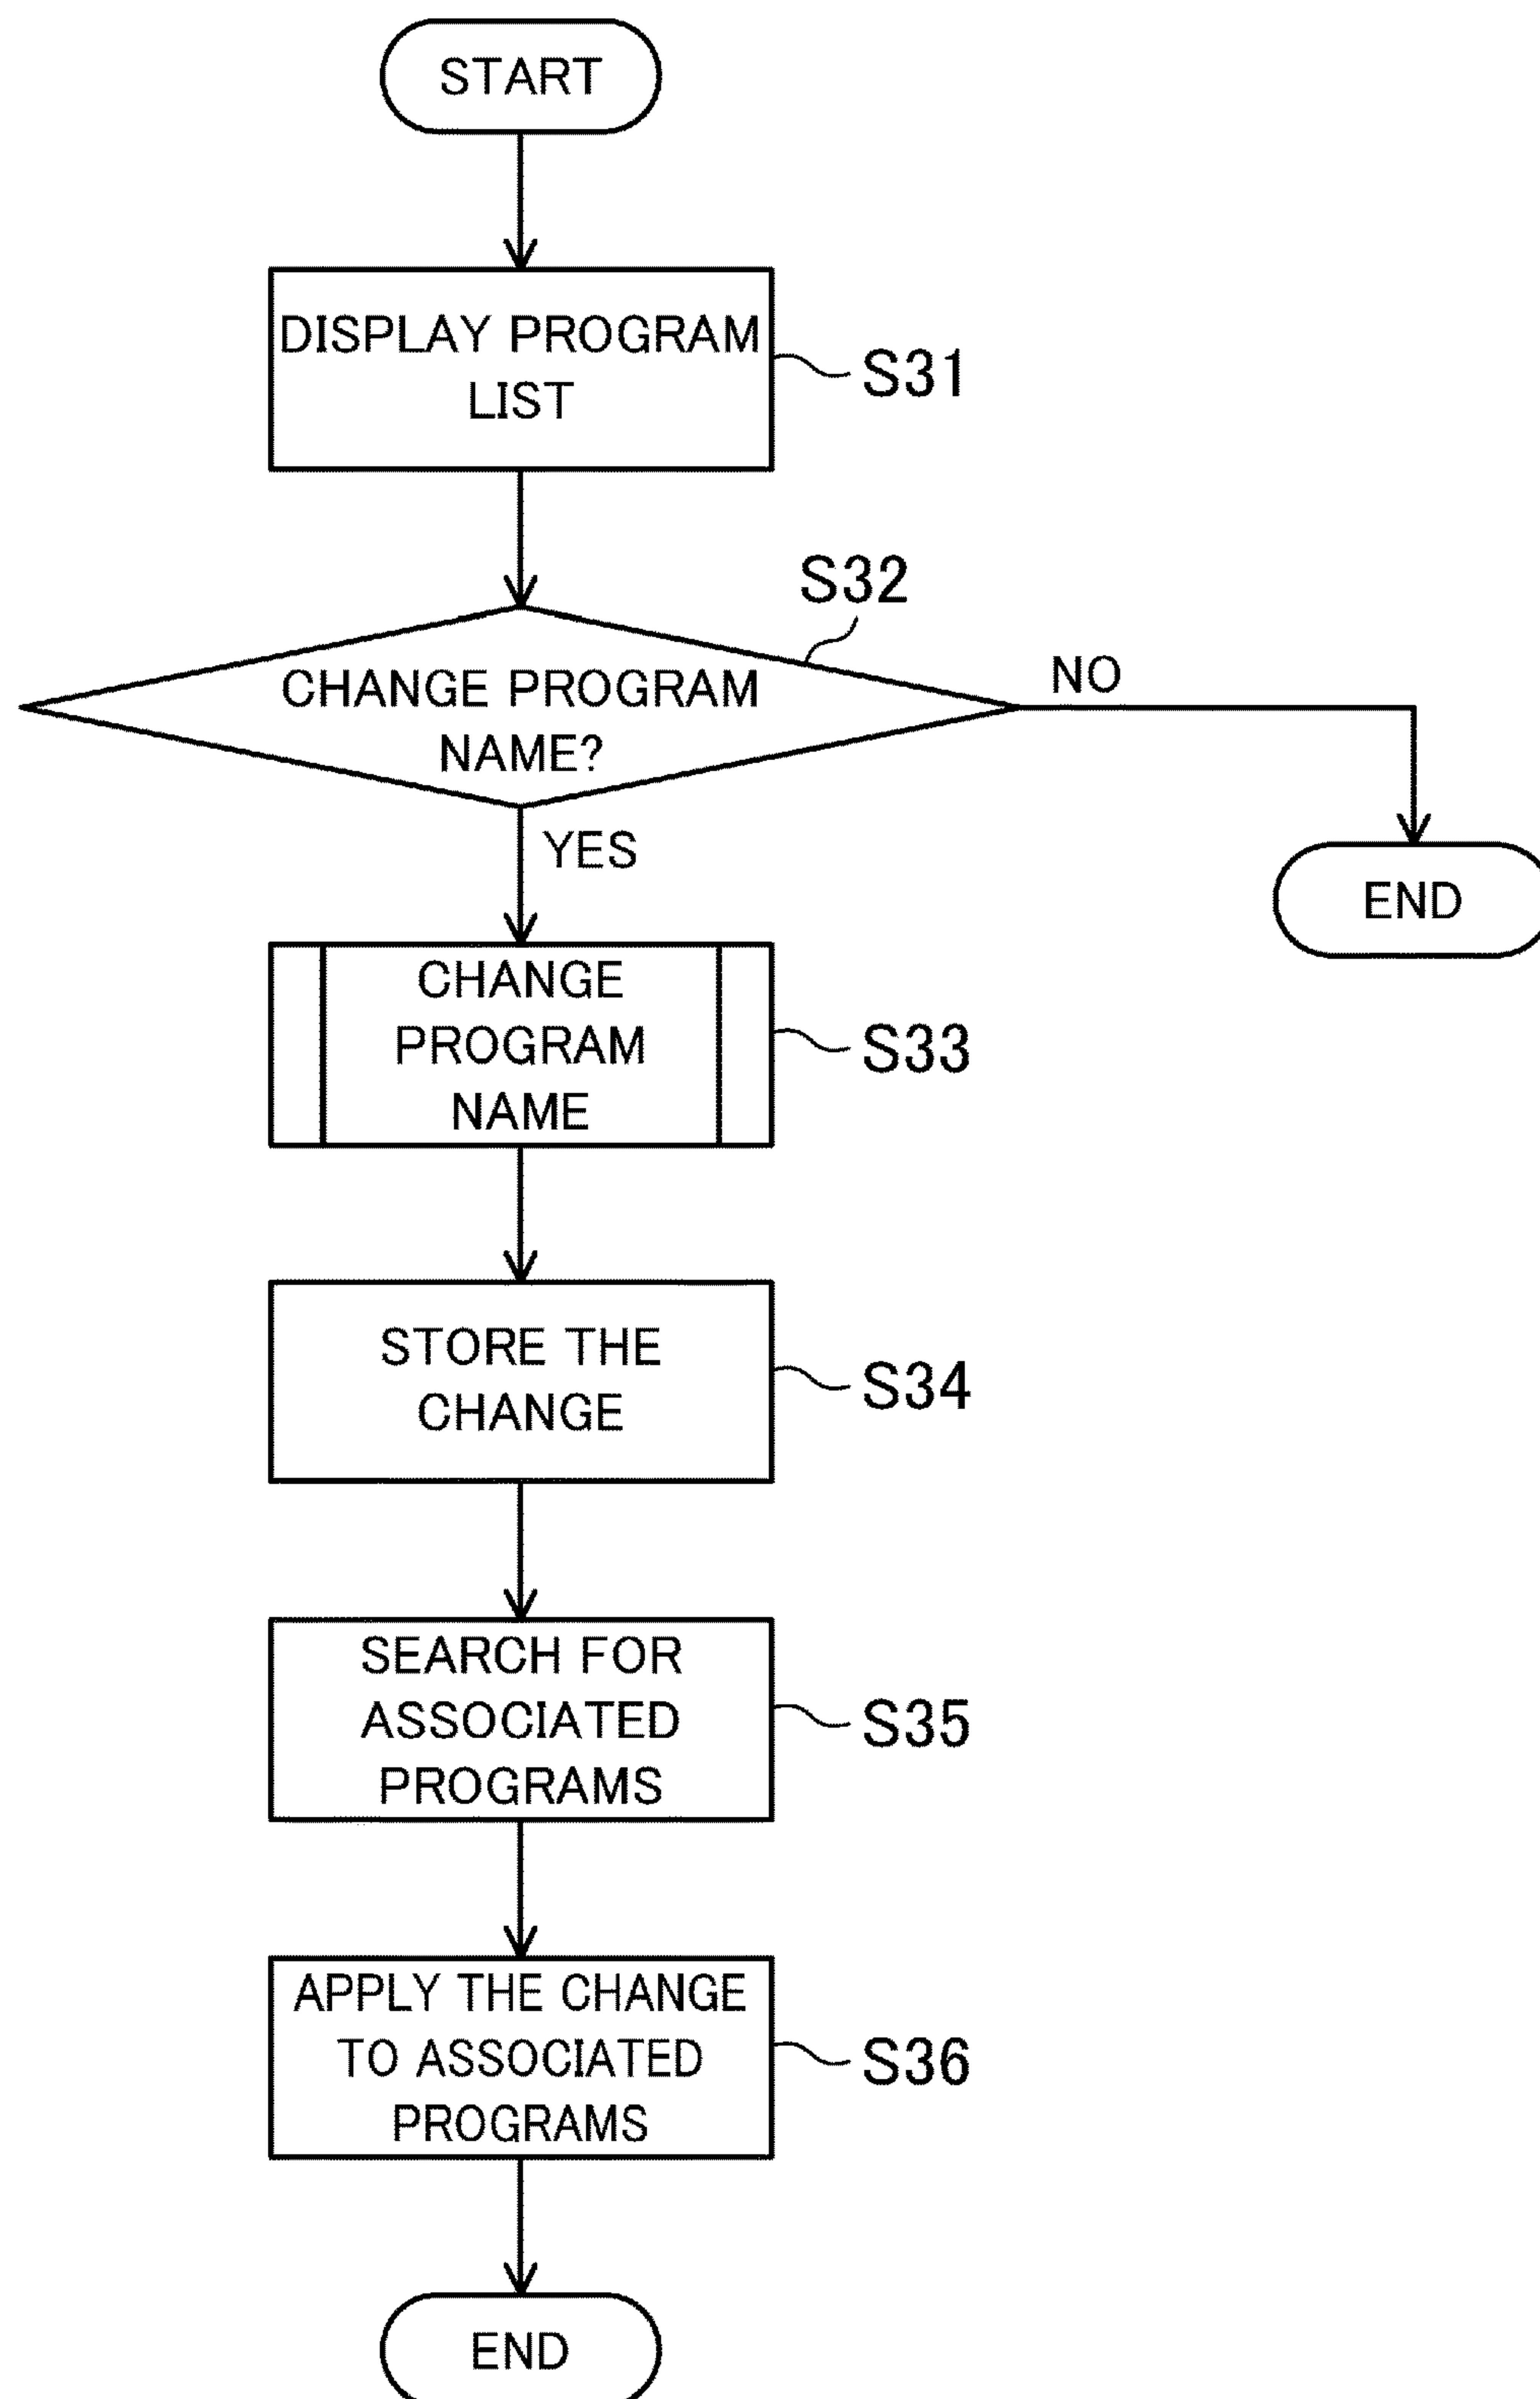 START
DISPLAY PROGRAM
LIST
S31
S32
CHANGE PROGRAM
NAME?
NO
YES
END
CHANGE
PROGRAM
NAME
S33
STORE THE
CHANGE
S34
SEARCH FOR
ASSOCIATED
PROGRAMS
S35
APPLY THE CHANGE
TO ASSOCIATED
PROGRAMS
S36
END